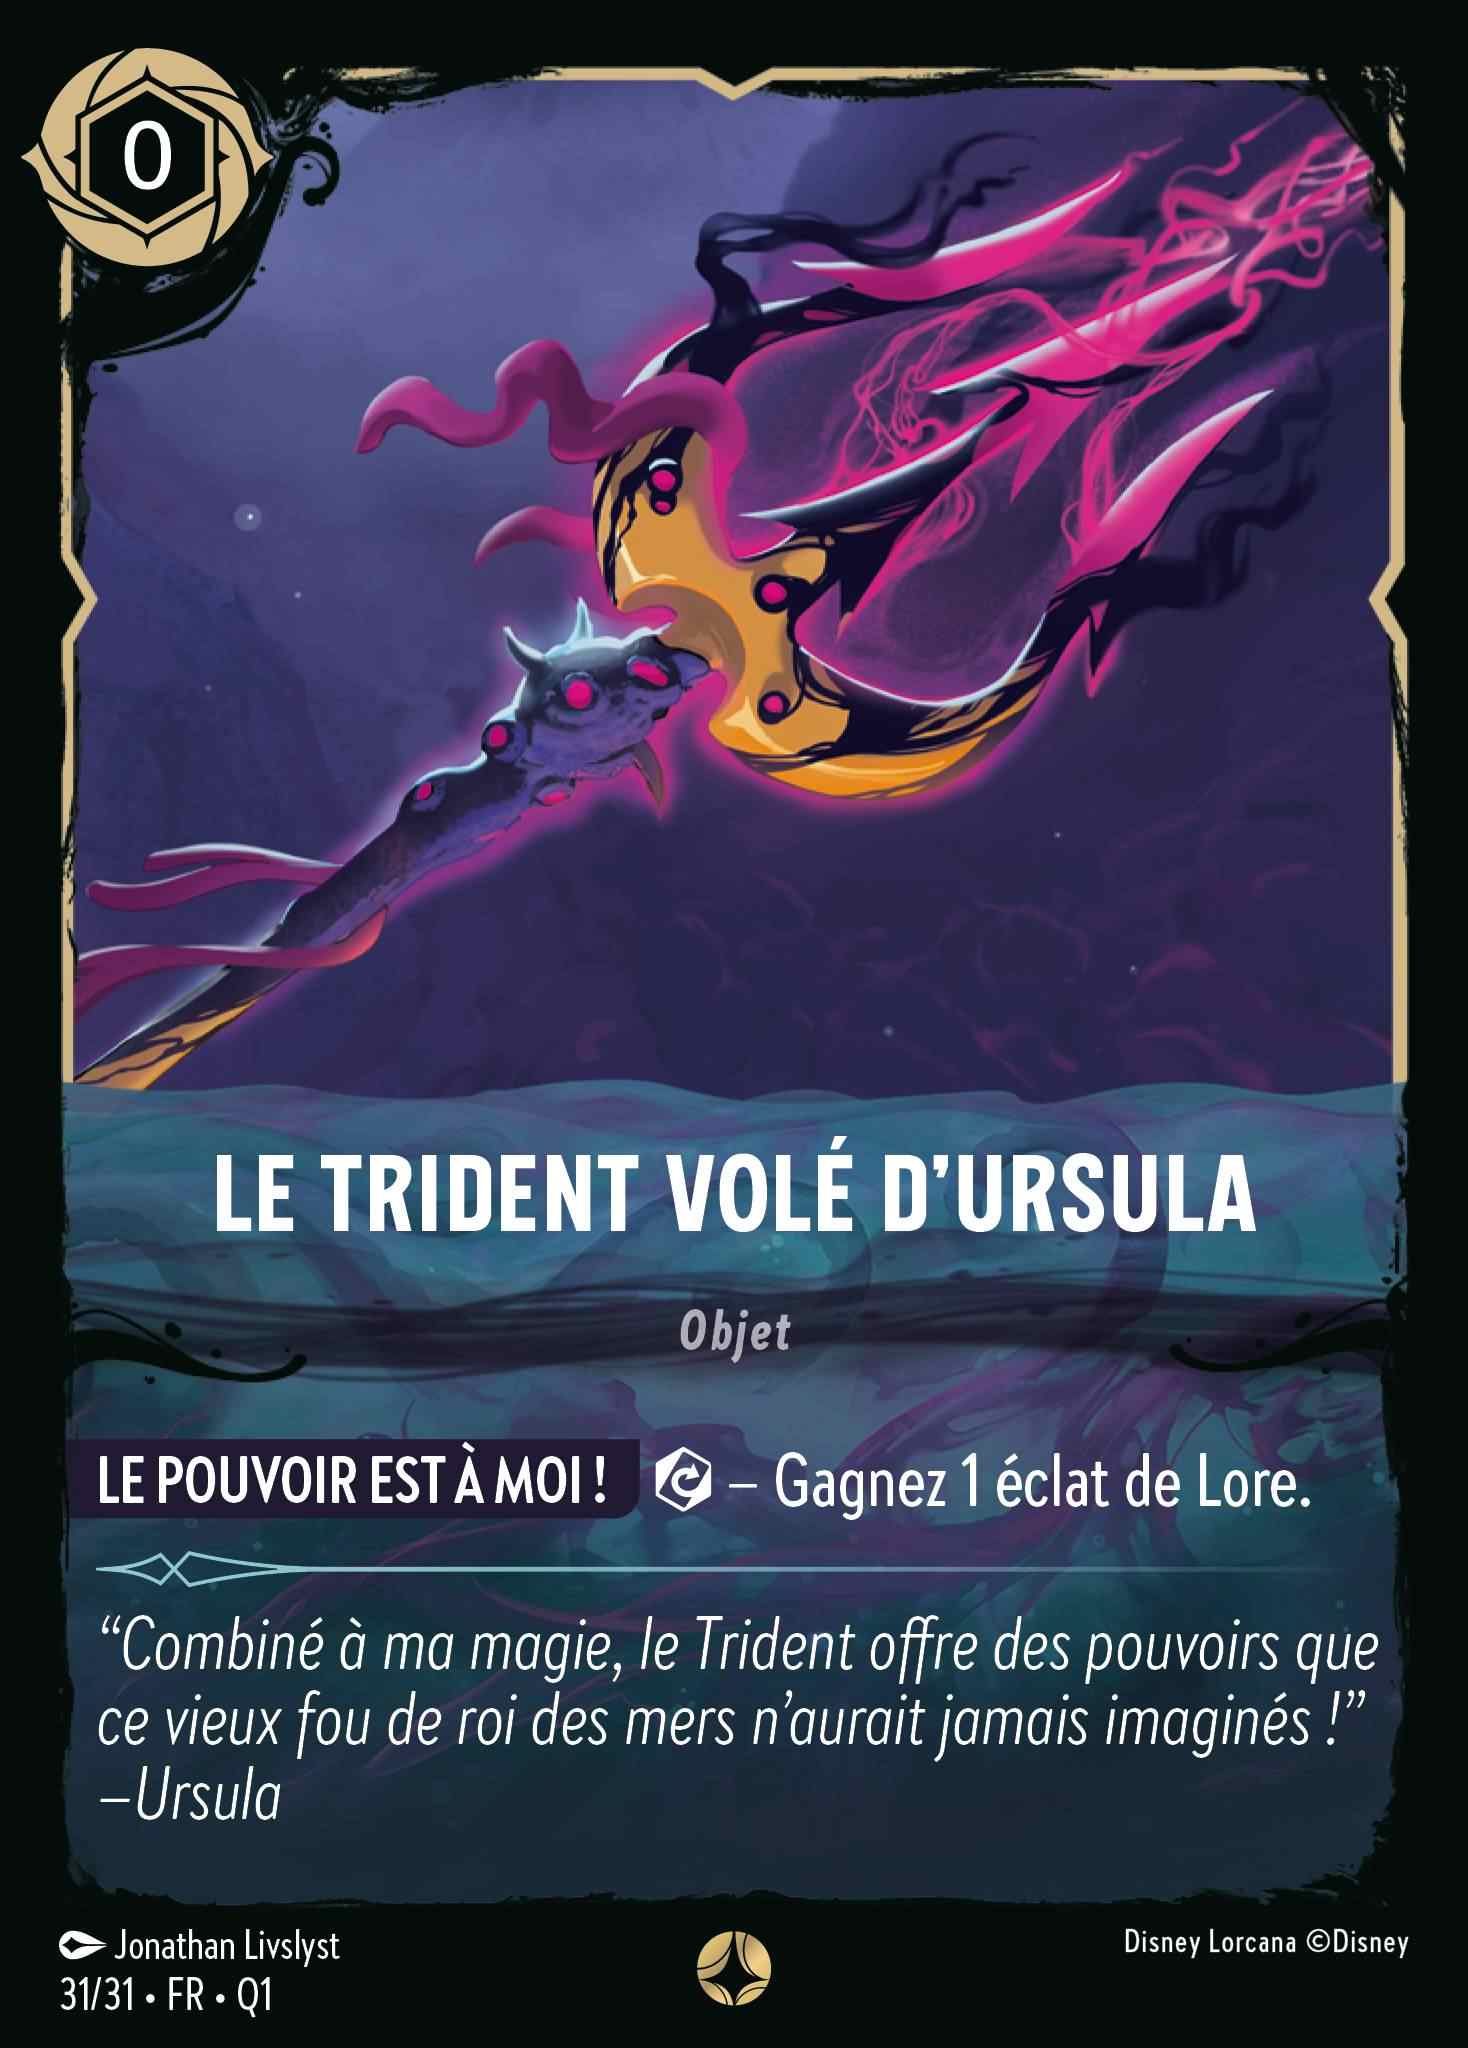 0
LE TRIDENT VOLÉ D’URSULA
Objet
LE POUVOIR EST À MOI ! – Gagnez 1 éclat de Lore.
“Combiné à ma magie, le Trident offre des pouvoirs que
ce vieux fou de roi des mers n’aurait jamais imaginés !”
–Ursula
Jonathan Livslyst
Disney Lorcana ©Disney
31/31 • FR • Q1